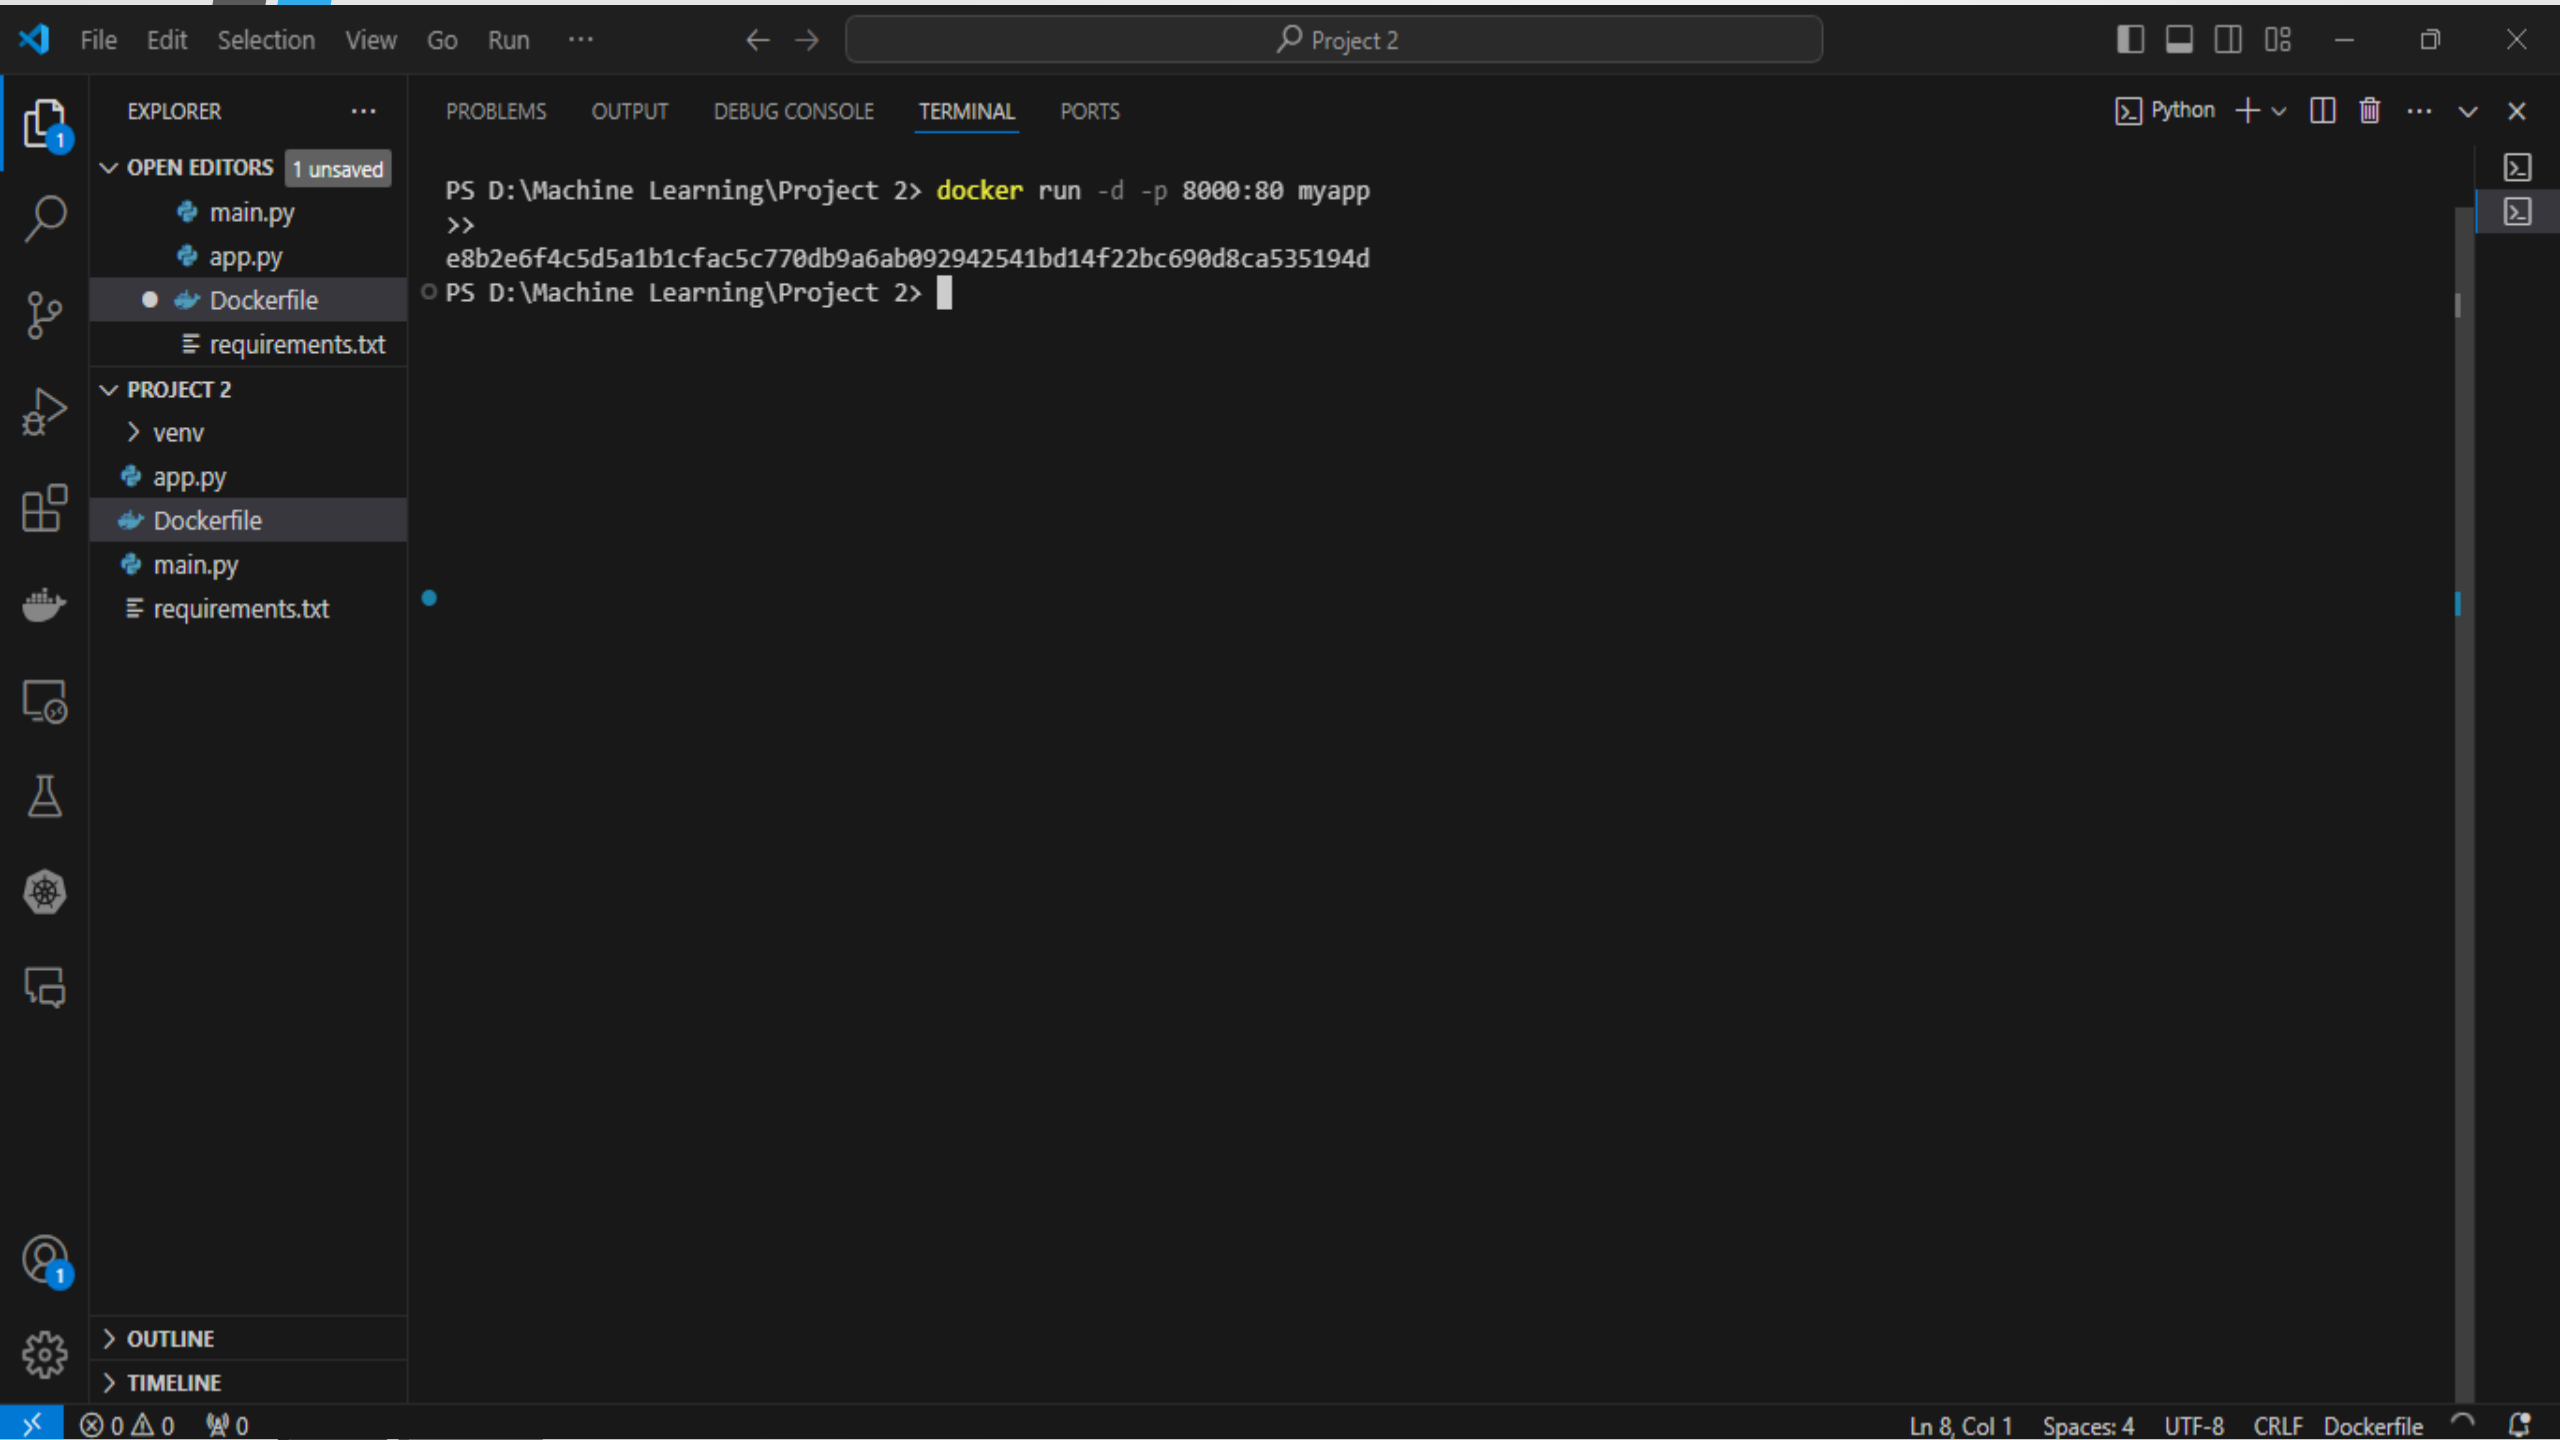 File Edit Selection View Go Run ··· Project 2
EXPLORER ···
OPEN EDITORS 1 unsaved
main.py
app.py
Dockerfile
requirements.txt
PROJECT 2
venv
app.py
Dockerfile
main.py
requirements.txt
OUTLINE
TIMELINE
1
1
PROBLEMS OUTPUT DEBUG CONSOLE TERMINAL PORTS Python
PS D:\Machine Learning\Project 2> docker run -d -p 8000:80 myapp
>>
e8b2e6f4c5d5a1b1cfac5c770db9a6ab092942541bd14f22bc690d8ca535194d
PS D:\Machine Learning\Project 2>
0 0 0 Ln 8, Col 1 Spaces: 4 UTF-8 CRLF Dockerfile